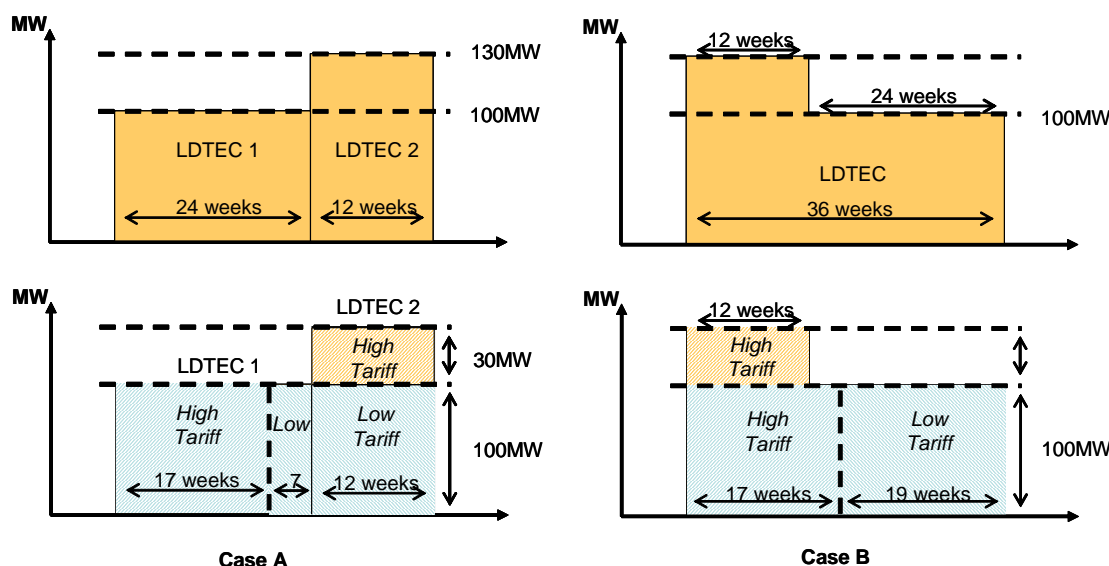 MW
130MW
100MW
LDTEC 1
LDTEC 2
24 weeks
12 weeks
MW
12 weeks
24 weeks
100MW
LDTEC
36 weeks
MW
LDTEC 2
High
Tariff
30MW
LDTEC 1
High
Tariff
Low
Low
Tariff
100MW
17 weeks
7
12 weeks
Case A
MW
12 weeks
High
Tariff
High
Tariff
Low
Tariff
100MW
17 weeks
19 weeks
Case B